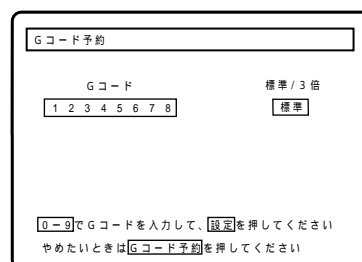 Gコード予約
Gコード 標準/3倍
1 2 3 4 5 6 7 8 標準
0－9でGコードを入力して、設定を押してください
やめたいときはGコード予約を押してください